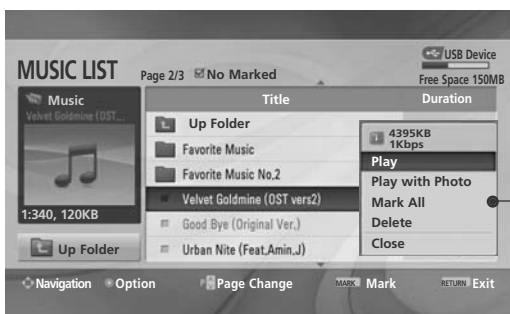 USB Device
MUSIC LIST Page 2/3 No Marked Free Space 150MB
Music
Velvet Goldmine (OST...
1:340, 120KB
Up Folder
Title Duration
Up Folder
Favorite Music
Favorite Music No.2
Velvet Goldmine (OST vers2)
Good Bye (Original Ver.)
Urban Nite (Feat.Amin.J)
4395KB
1Kbps
Play
Play with Photo
Mark All
Delete
Close
Navigation Option Page Change MARK Mark RETURN Exit